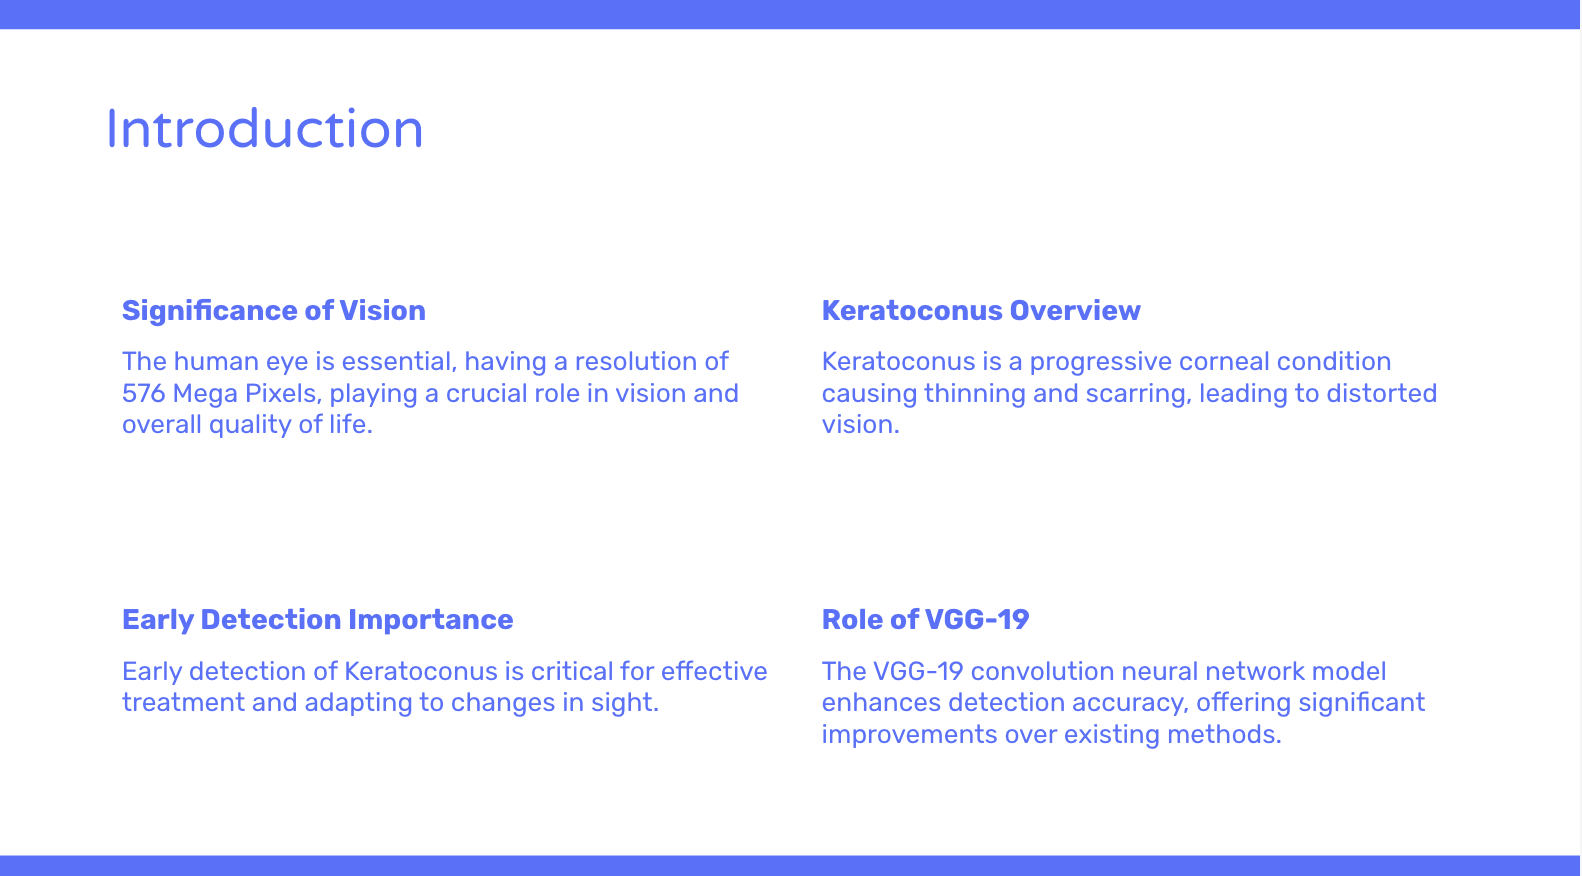 Introduction
Significance of Vision
The human eye is essential, having a resolution of
576 Mega Pixels, playing a crucial role in vision and
overall quality of life.
Keratoconus Overview
Keratoconus is a progressive corneal condition
causing thinning and scarring, leading to distorted
vision.
Early Detection Importance
Early detection of Keratoconus is critical for effective
treatment and adapting to changes in sight.
Role of VGG-19
The VGG-19 convolution neural network model
enhances detection accuracy, offering significant
improvements over existing methods.